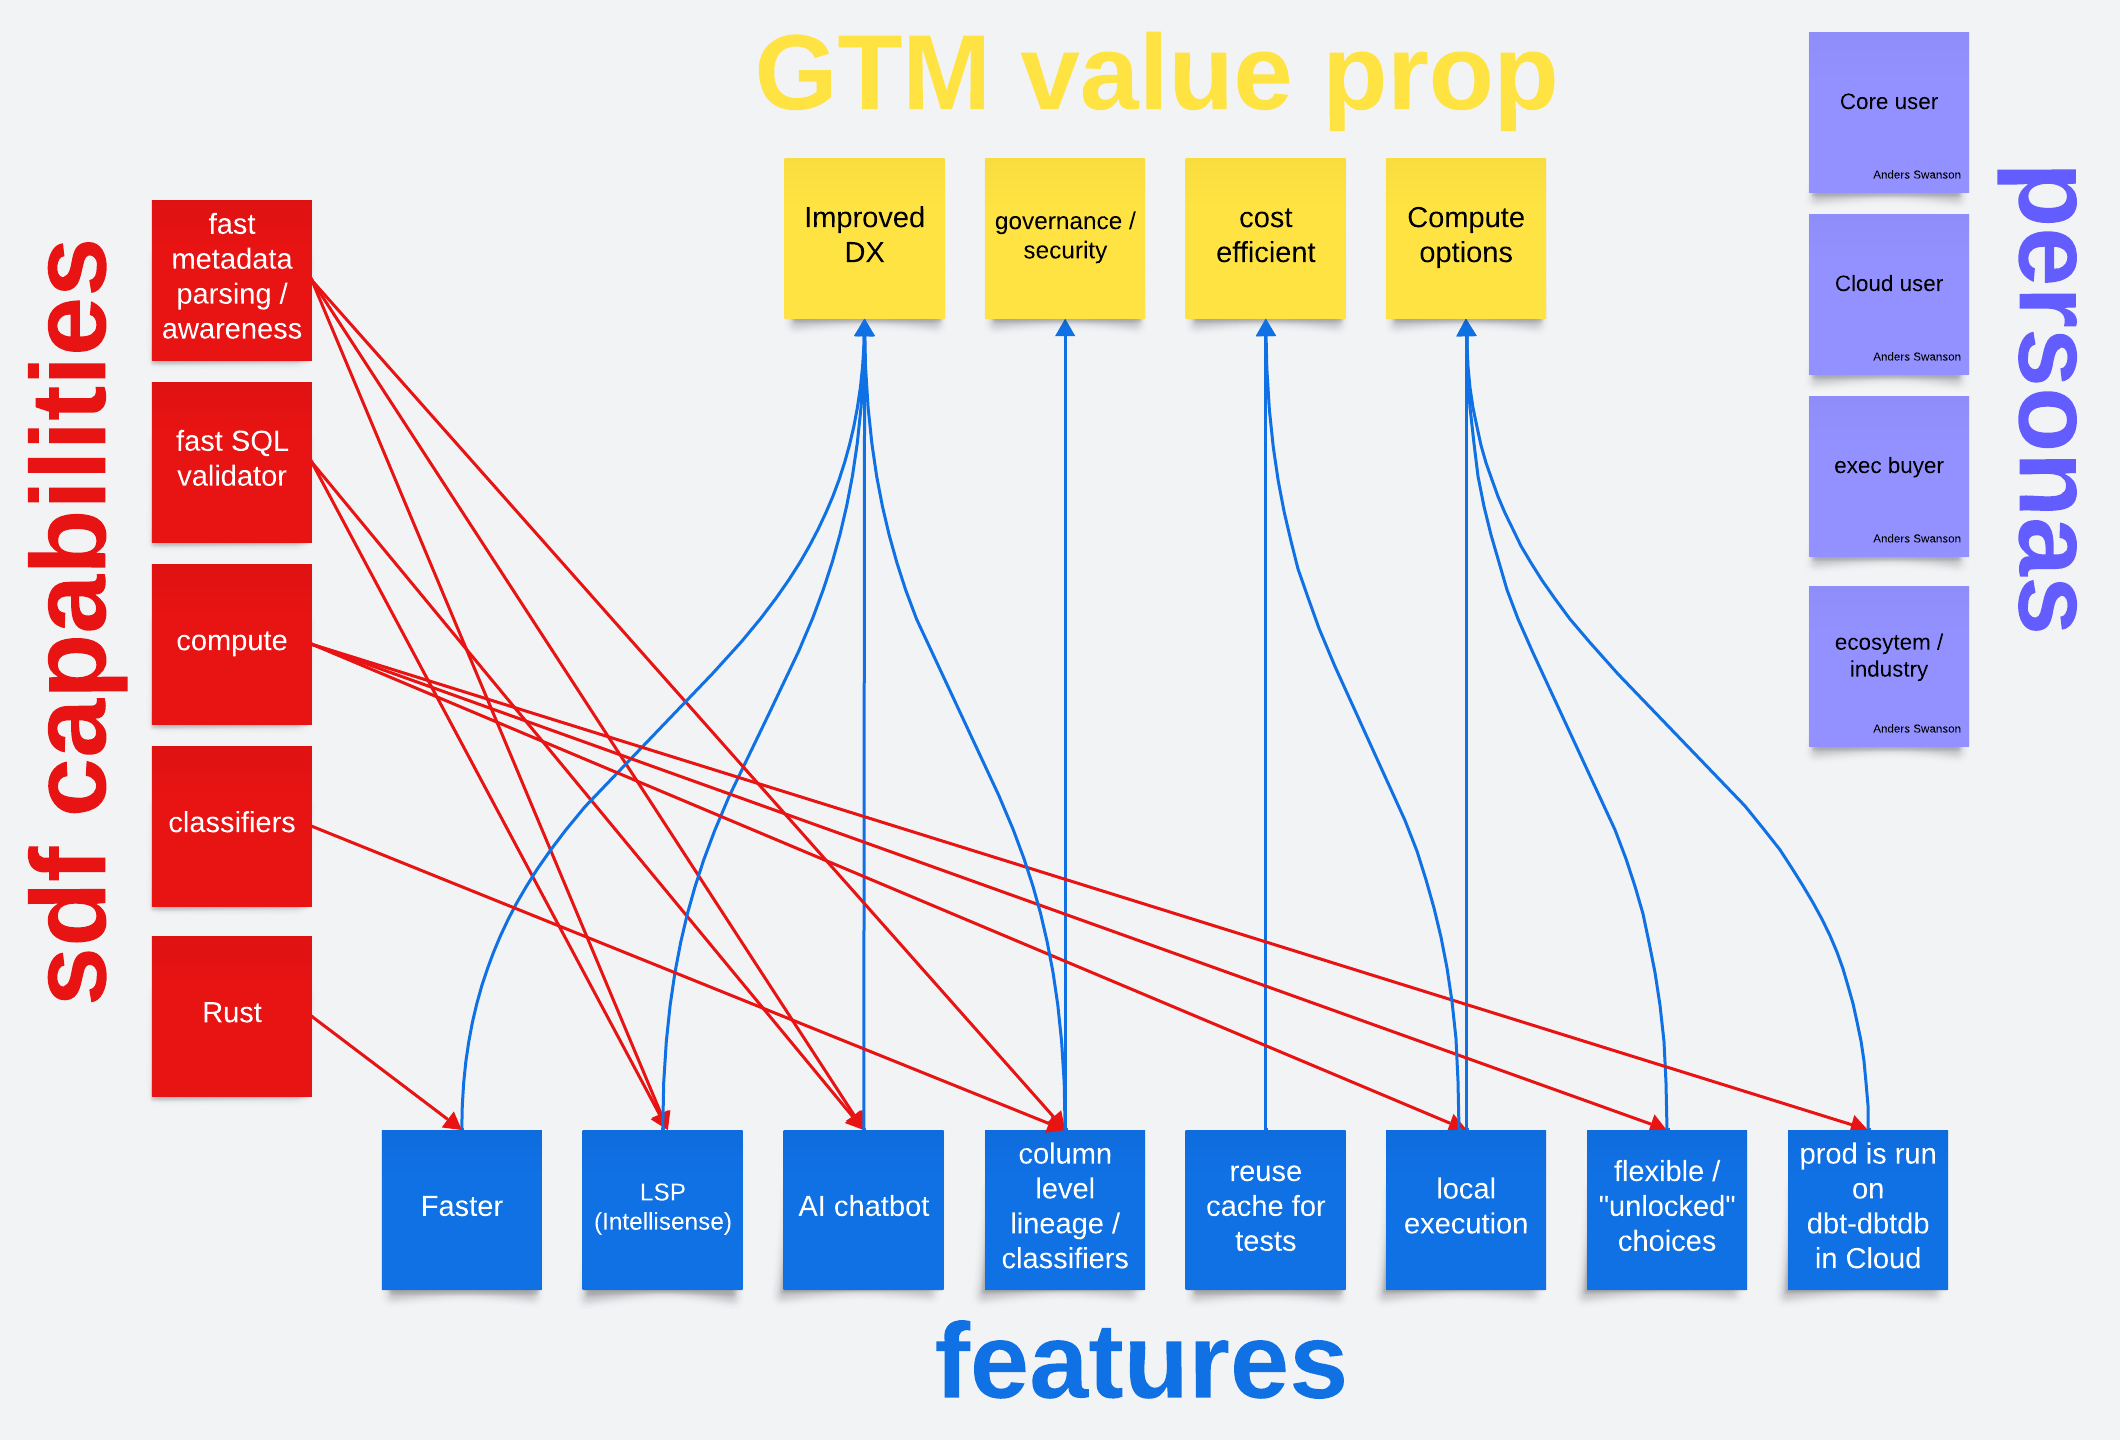 GTM value prop
Improved
DX
governance /
security
cost
efficient
Compute
options
sdf capabilities
fast
metadata
parsing /
awareness
fast SQL
validator
compute
classifiers
Rust
personas
Core user
Anders Swanson
Cloud user
Anders Swanson
exec buyer
Anders Swanson
ecosytem /
industry
Anders Swanson
Faster
LSP
(Intellisense)
AI chatbot
column
level
lineage /
classifiers
reuse
cache for
tests
local
execution
flexible /
"unlocked"
choices
prod is run
on
dbt-dbtdb
in Cloud
features